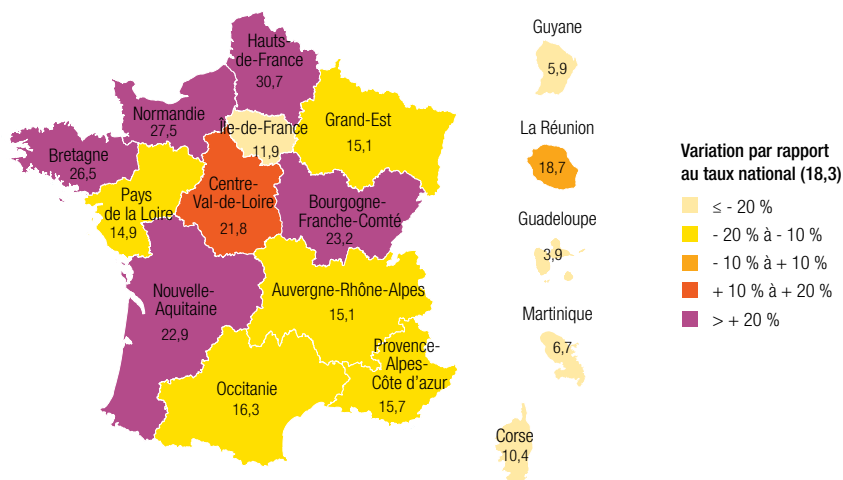 Hauts-
de-France
30,7
Normandie
27,5
Île-de-France
11,9
Grand-Est
15,1
Bretagne
26,5
Pays
de la Loire
14,9
Centre-
Val-de-Loire
21,8
Bourgogne-
Franche-Comté
23,2
Nouvelle-
Aquitaine
22,9
Auvergne-Rhône-Alpes
15,1
Provence-
Alpes-
Côte d'azur
15,7
Occitanie
16,3
Guyane
5,9
La Réunion
18,7
Guadeloupe
3,9
Martinique
6,7
Corse
10,4
Variation par rapport
au taux national (18,3)
≤ - 20 %
- 20 % à - 10 %
- 10 % à + 10 %
+ 10 % à + 20 %
> + 20 %